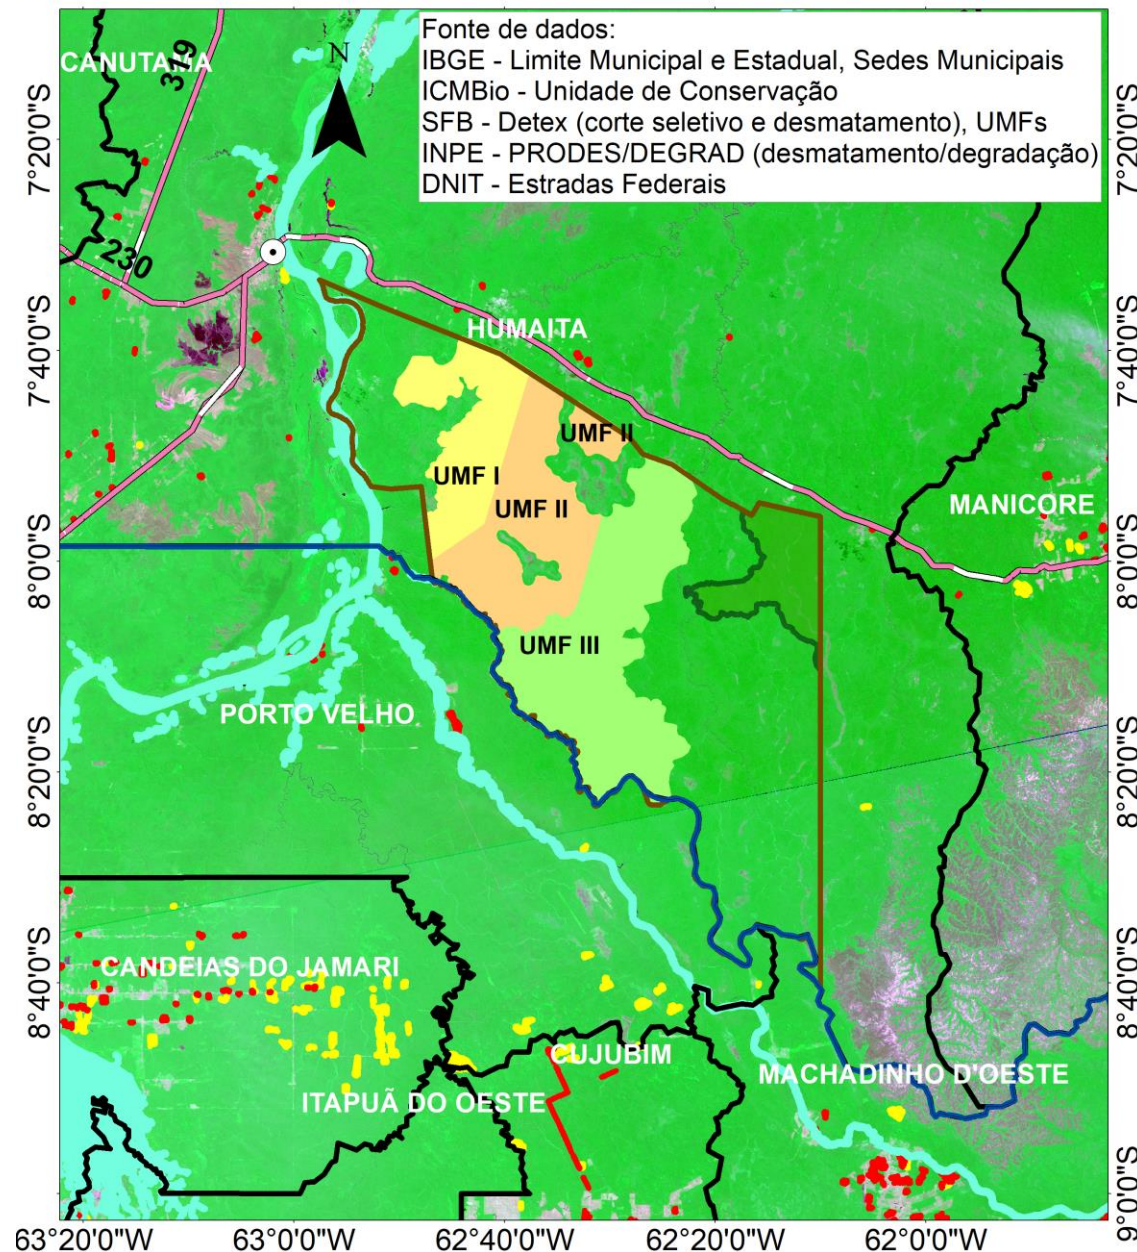 Fonte de dados:
IBGE - Limite Municipal e Estadual, Sedes Municipais
ICMBio - Unidade de Conservação
SFB - Detex (corte seletivo e desmatamento), UMFs
INPE - PRODES/DEGRAD (desmatamento/degradação)
DNIT - Estradas Federais
N
CANUTAMA
319
230
HUMAITA
UMF II
UMF I
UMF II
MANICORE
UMF III
PORTO VELHO
CANDEIAS DO JAMARI
CUJUBIM
MACHADINHO D'OESTE
ITAPUÃ DO OESTE
7°20'0"S
7°40'0"S
8°0'0"S
8°20'0"S
8°40'0"S
7°20'0"S
7°40'0"S
8°0'0"S
8°20'0"S
8°40'0"S
9°0'0"S
63°20'0"W
63°0'0"W
62°40'0"W
62°20'0"W
62°0'0"W